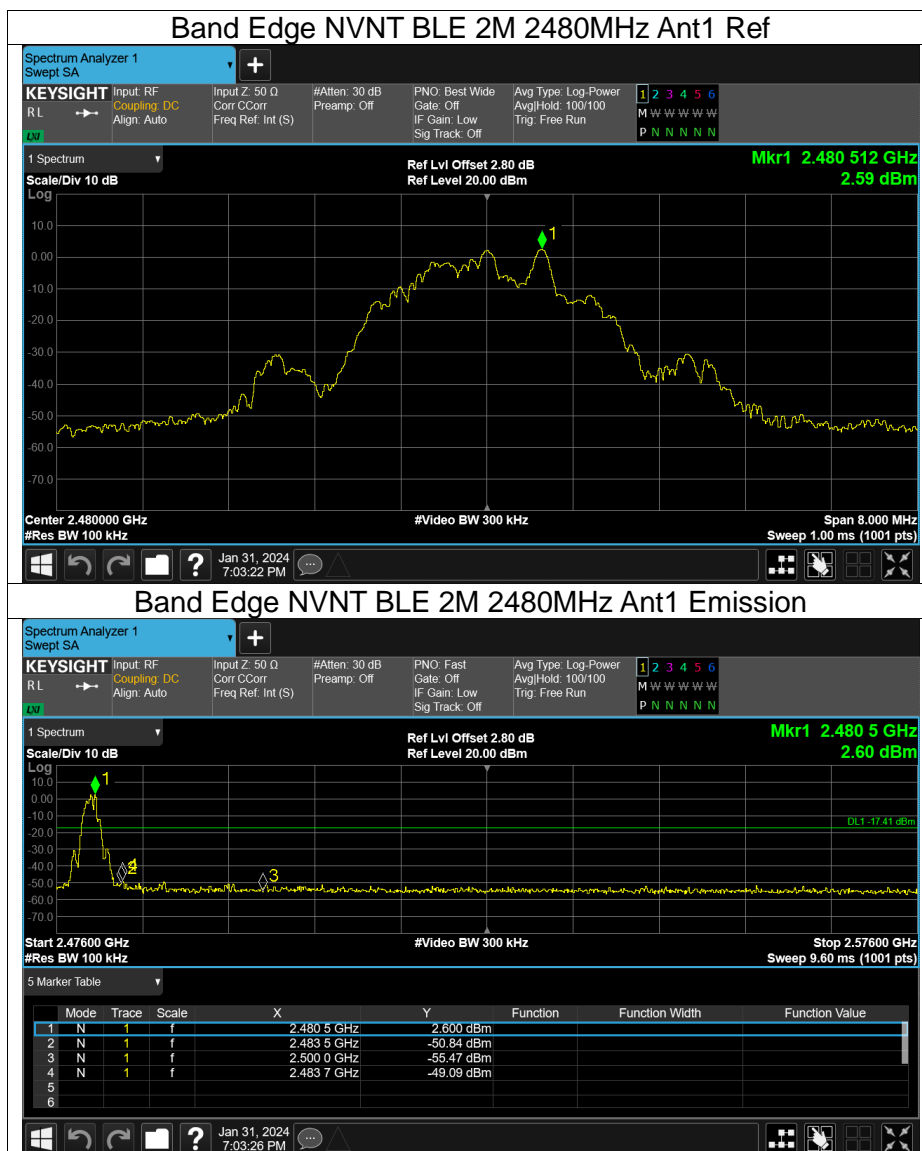 Band Edge NVNT BLE 2M 2480MHz Ant1 Ref
Spectrum Analyzer 1
Swept SA
+
KEYSIGHT Input: RF Input Z: 50 Ω #Atten: 30 dB PNO: Best Wide Avg Type: Log-Power 1 2 3 4 5 6
R L Coupling: DC Corr CCorr Preamp: Off Gate: Off Avg|Hold: 100/100 M W W W W W
Align: Auto Freq Ref: Int (S) IF Gain: Low Trig: Free Run
LXI Sig Track: Off P N N N N N
1 Spectrum Ref Lvl Offset 2.80 dB Mkr1 2.480 512 GHz
Scale/Div 10 dB Ref Level 20.00 dBm 2.59 dBm
Log
10.0
1
0.00
-10.0
-20.0
-30.0
-40.0
-50.0
-60.0
-70.0
Center 2.480000 GHz #Video BW 300 kHz Span 8.000 MHz
#Res BW 100 kHz Sweep 1.00 ms (1001 pts)
? Jan 31, 2024
7:03:22 PM
Band Edge NVNT BLE 2M 2480MHz Ant1 Emission
Spectrum Analyzer 1
Swept SA
+
KEYSIGHT Input: RF Input Z: 50 Ω #Atten: 30 dB PNO: Fast Avg Type: Log-Power 1 2 3 4 5 6
R L Coupling: DC Corr CCorr Preamp: Off Gate: Off Avg|Hold: 100/100 M W W W W W
Align: Auto Freq Ref: Int (S) IF Gain: Low Trig: Free Run
LXI Sig Track: Off P N N N N N
1 Spectrum Ref Lvl Offset 2.80 dB Mkr1 2.480 5 GHz
Scale/Div 10 dB Ref Level 20.00 dBm 2.60 dBm
Log
10.0 1
0.00
-10.0
DL1 -17.41 dBm
-20.0
-30.0
-40.0 2 4
3
-50.0
-60.0
-70.0
Start 2.47600 GHz #Video BW 300 kHz Stop 2.57600 GHz
#Res BW 100 kHz Sweep 9.60 ms (1001 pts)
5 Marker Table
Mode Trace Scale X Y Function Function Width Function Value
1 N 1 f 2.480 5 GHz 2.600 dBm
2 N 1 f 2.483 5 GHz -50.84 dBm
3 N 1 f 2.500 0 GHz -55.47 dBm
4 N 1 f 2.483 7 GHz -49.09 dBm
5
6
? Jan 31, 2024
7:03:26 PM